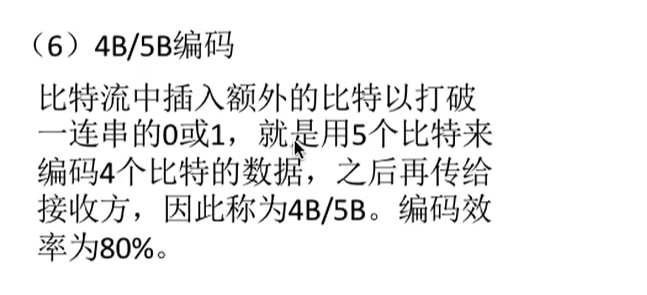 （6）4B/5B编码
比特流中插入额外的比特以打破
一连串的0或1，就是用5个比特来
编码4个比特的数据，之后再传给
接收方，因此称为4B/5B。编码效
率为80%。